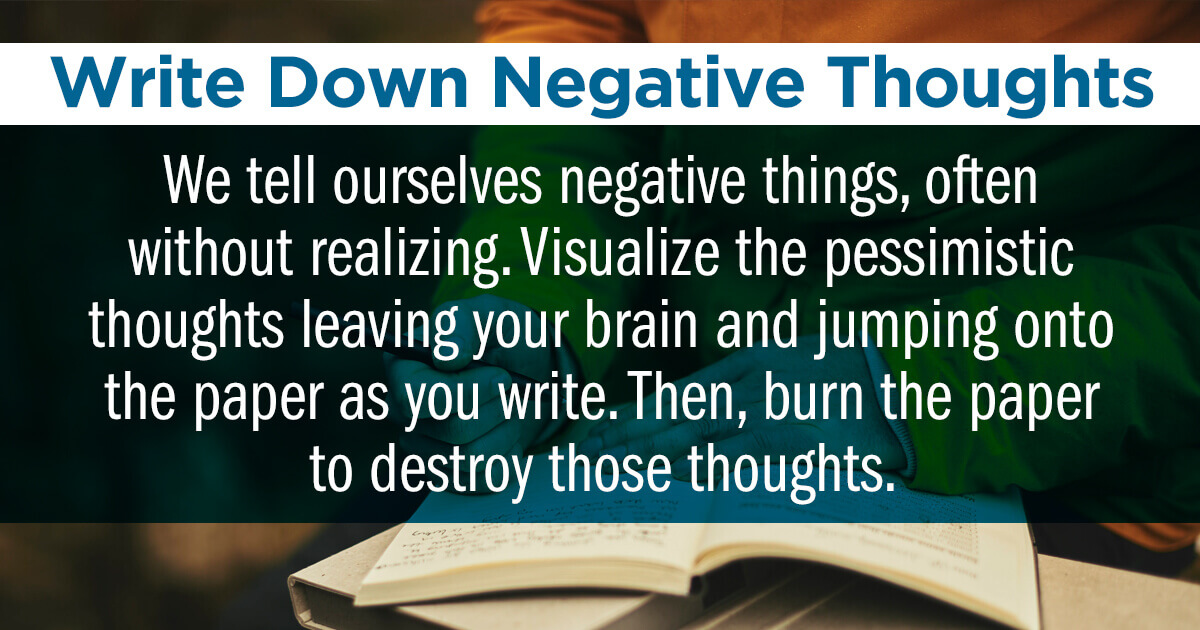 Write Down Negative Thoughts
We tell ourselves negative things, often
without realizing. Visualize the pessimistic
thoughts leaving your brain and jumping onto
the paper as you write. Then, burn the paper
to destroy those thoughts.